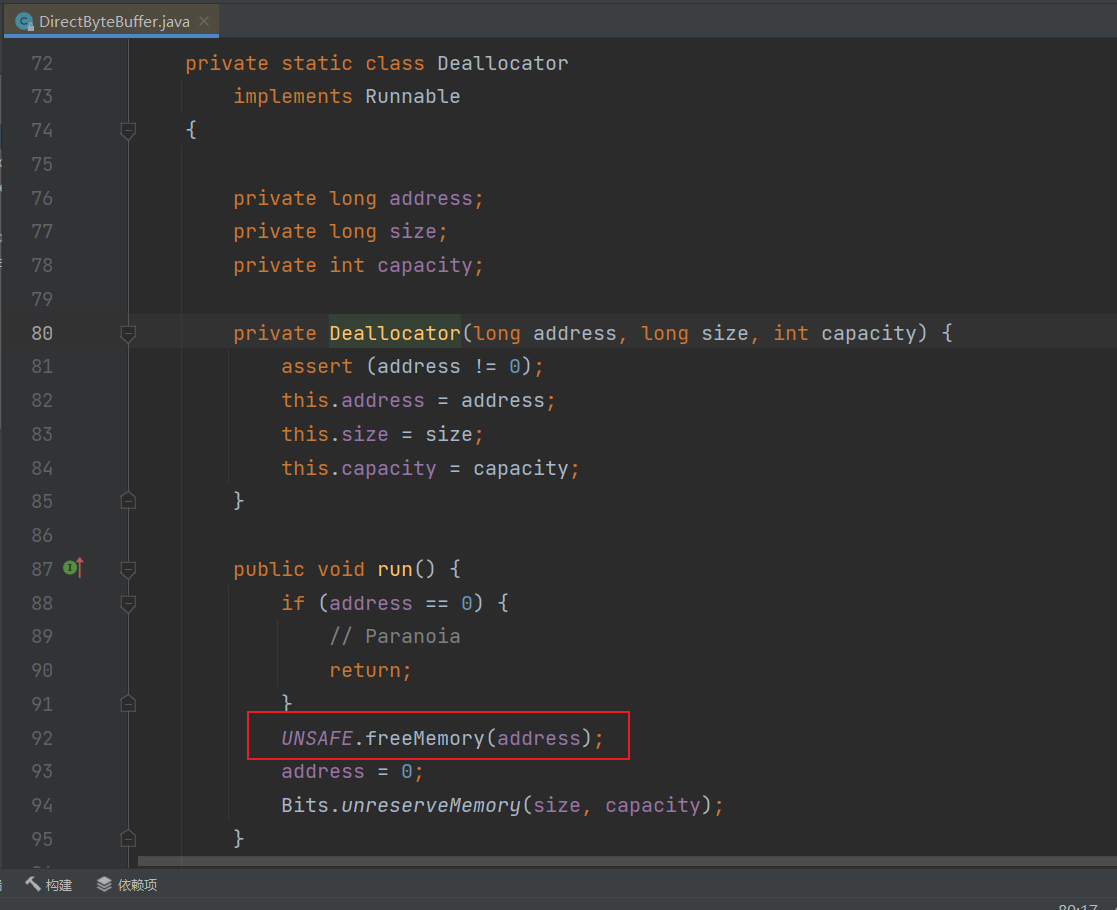 DirectByteBuffer.java
72 private static class Deallocator
73 implements Runnable
74 {
75
76 private long address;
77 private long size;
78 private int capacity;
79
80 private Deallocator(long address, long size, int capacity) {
81 assert (address != 0);
82 this.address = address;
83 this.size = size;
84 this.capacity = capacity;
85 }
86
87 public void run() {
88 if (address == 0) {
89 // Paranoia
90 return;
91 }
92 UNSAFE.freeMemory(address);
93 address = 0;
94 Bits.unreserveMemory(size, capacity);
95 }
构建 依赖项
80:17